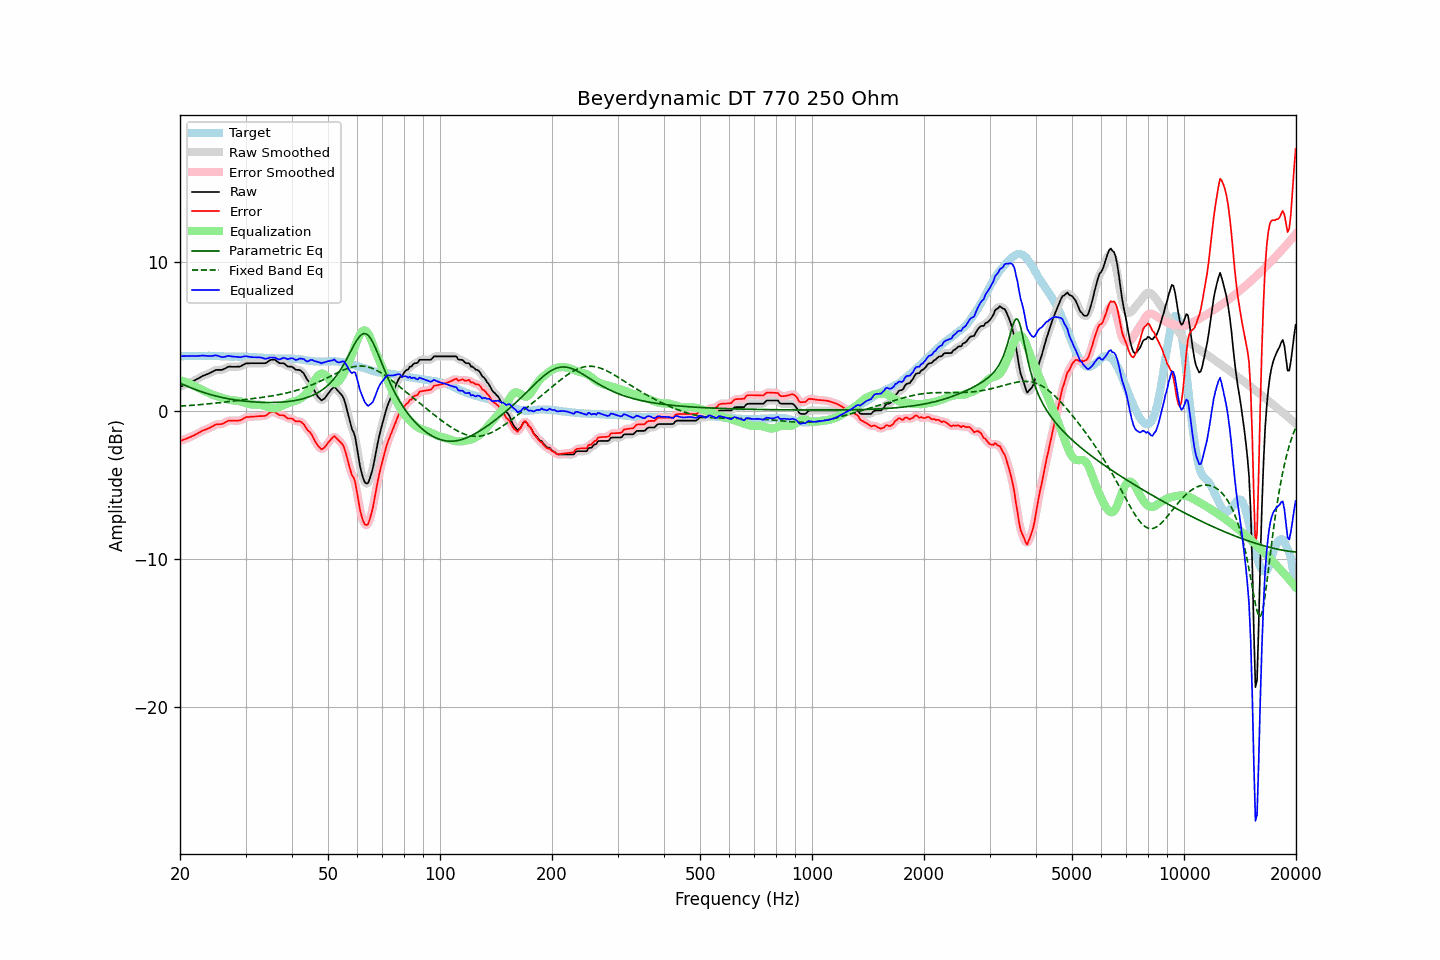 Beyerdynamic DT 770 250 Ohm
Target
Raw Smoothed
Error Smoothed
Raw
Error
Equalization
Parametric Eq
Fixed Band Eq
Equalized
10
0
−10
−20
Amplitude (dBr)
20 50 100 200 500 1000 2000 5000 10000 20000
Frequency (Hz)